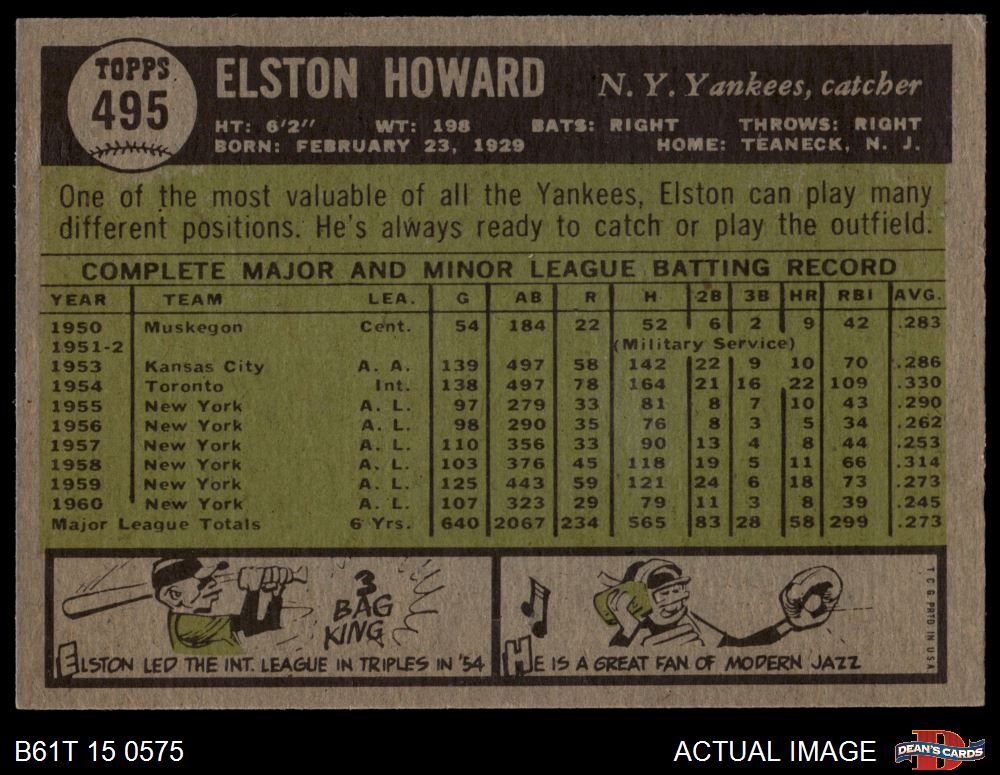 TOPPS
495
ELSTON HOWARD N. Y. Yankees, catcher
HT: 6'2" WT: 198 BATS: RIGHT THROWS: RIGHT
BORN: FEBRUARY 23, 1929 HOME: TEANECK, N. J.
One of the most valuable of all the Yankees, Elston can play many
different positions. He's always ready to catch or play the outfield.
COMPLETE MAJOR AND MINOR LEAGUE BATTING RECORD
YEAR TEAM LEA. G AB R H 2B 3B HR RBI AVG.
1950 Muskegon Cent. 54 184 22 52 6 2 9 42 .283
1951-2 (Military Service)
1953 Kansas City A. A. 139 497 58 142 22 9 10 70 .286
1954 Toronto Int. 138 497 78 164 21 16 22 109 .330
1955 New York A. L. 97 279 33 81 8 7 10 43 .290
1956 New York A. L. 98 290 35 76 8 3 5 34 .262
1957 New York A. L. 110 356 33 90 13 4 8 44 .253
1958 New York A. L. 103 376 45 118 19 5 11 66 .314
1959 New York A. L. 125 443 59 121 24 6 18 73 .273
1960 New York A. L. 107 323 29 79 11 3 8 39 .245
Major League Totals 6 Yrs. 640 2067 234 565 83 28 58 299 .273
3
BAG
KING
ELSTON LED THE INT. LEAGUE IN TRIPLES IN '54
HE IS A GREAT FAN OF MODERN JAZZ
T.C.G. PRTD IN U.S.A.
B61T 15 0575 ACTUAL IMAGE
DEAN'S CARDS